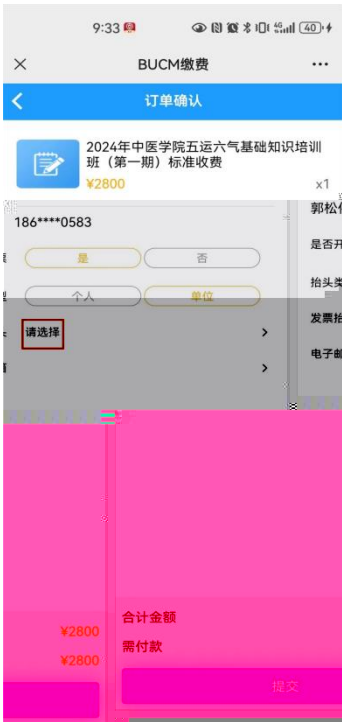 9:33
40
BUCM缴费
订单确认
2024年中医学院五运六气基础知识培训
班（第一期）标准收费
¥2800
x1
186****0583
郭松
是
否
是否开
个人
单位
抬头类
请选择
发票抬
电子邮
合计金额
¥2800
需付款
¥2800
提交